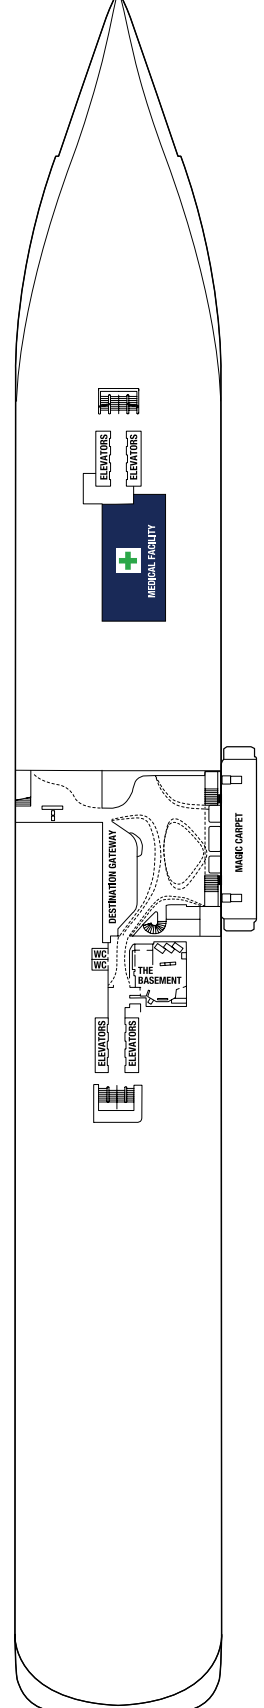 ELEVATORS
ELEVATORS
MEDICAL FACILITY
MAGIC CARPET
DESTINATION GATEWAY
WC
WC
THE
BASEMENT
ELEVATORS
ELEVATORS